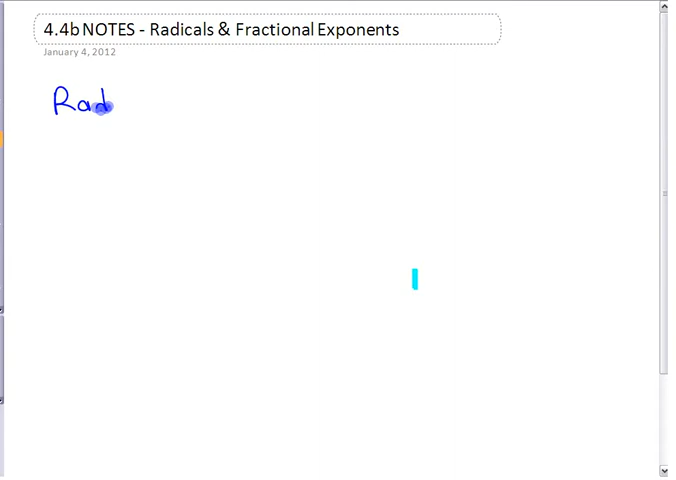 4.4b NOTES - Radicals & Fractional Exponents
January 4, 2012
Rad